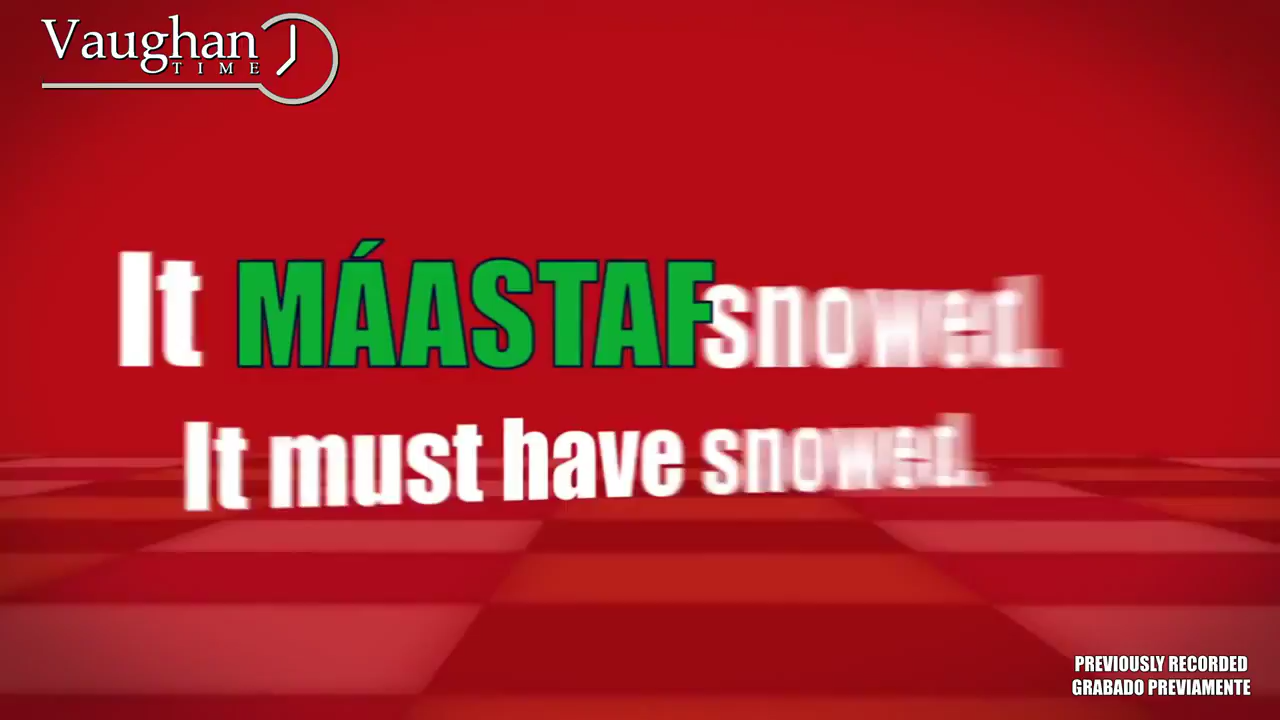 Vaughan
TIME
It MÁASTAF snowed.
It must have snowed.
PREVIOUSLY RECORDED
GRABADO PREVIAMENTE